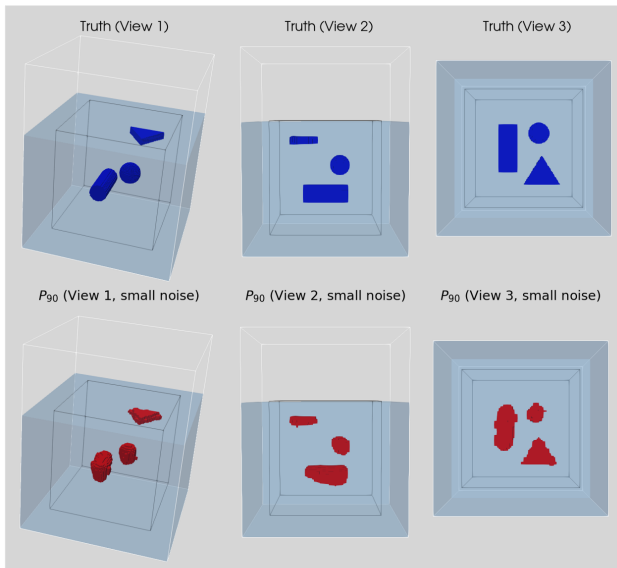 Truth (View 1)
Truth (View 2)
Truth (View 3)
P₉₀ (View 1, small noise)
P₉₀ (View 2, small noise)
P₉₀ (View 3, small noise)